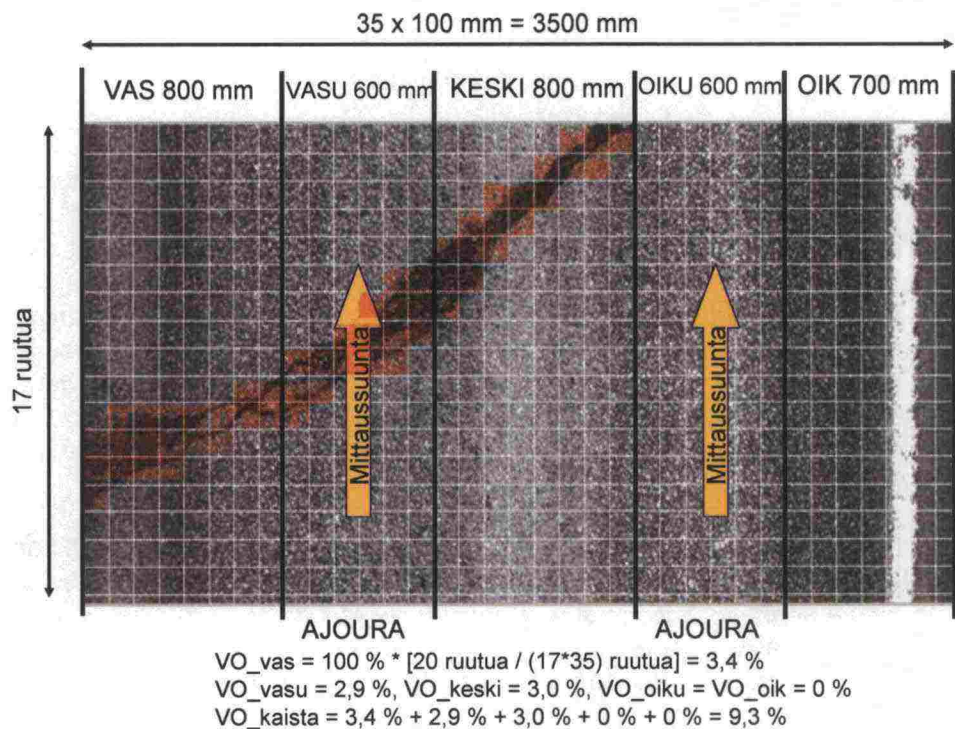 35 x 100 mm = 3500 mm
VAS 800 mm
VASU 600 mm
KESKI 800 mm
OIKU 600 mm
OIK 700 mm
17 ruutua
Mittaussuunta
Mittaussuunta
AJOURA
AJOURA
VO_vas = 100 % * [20 ruutua / (17*35) ruutua] = 3,4 %
VO_vasu = 2,9 %, VO_keski = 3,0 %, VO_oiku = VO_oik = 0 %
VO_kaista = 3,4 % + 2,9 % + 3,0 % + 0 % + 0 % = 9,3 %